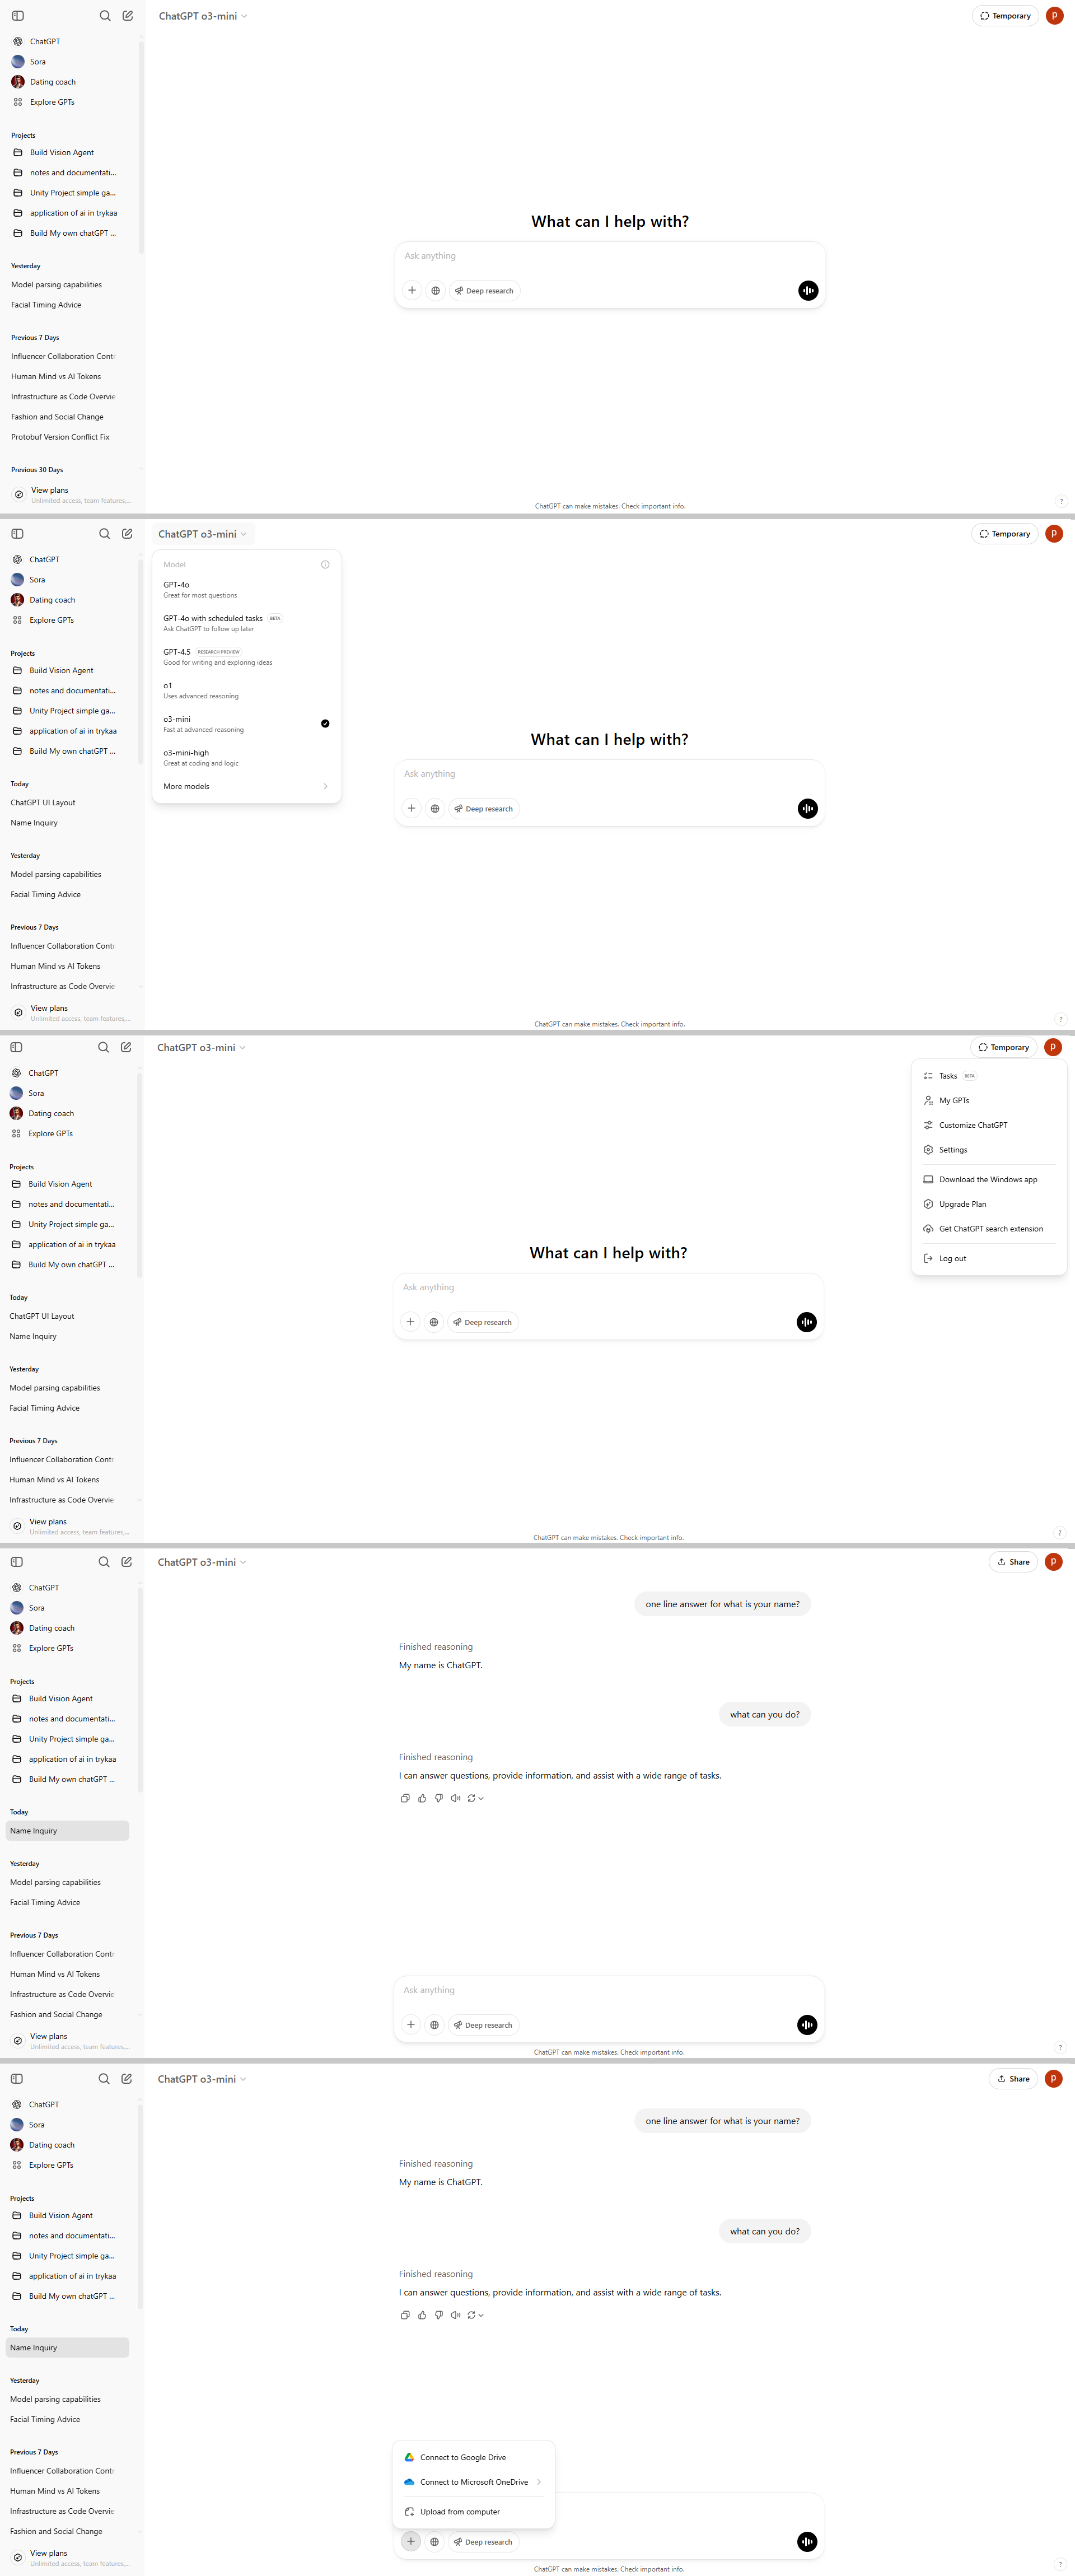 ChatGPT o3-mini
Temporary
P
ChatGPT
Sora
Dating coach
Explore GPTs
Projects
Build Vision Agent
notes and documentati...
Unity Project simple ga...
application of ai in trykaa
Build My own chatGPT ...
Yesterday
Model parsing capabilities
Facial Timing Advice
Previous 7 Days
Influencer Collaboration Contr
Human Mind vs AI Tokens
Infrastructure as Code Overvie
Fashion and Social Change
Protobuf Version Conflict Fix
Previous 30 Days
View plans
Unlimited access, team features,...
What can I help with?
Ask anything
Deep research
ChatGPT can make mistakes. Check important info.
?
ChatGPT o3-mini
Temporary
P
ChatGPT
Sora
Dating coach
Explore GPTs
Projects
Build Vision Agent
notes and documentati...
Unity Project simple ga...
application of ai in trykaa
Build My own chatGPT ...
Today
ChatGPT UI Layout
Name Inquiry
Yesterday
Model parsing capabilities
Facial Timing Advice
Previous 7 Days
Influencer Collaboration Contr
Human Mind vs AI Tokens
Infrastructure as Code Overvie
View plans
Unlimited access, team features,...
Model
GPT-4o
Great for most questions
GPT-4o with scheduled tasks BETA
Ask ChatGPT to follow up later
GPT-4.5 RESEARCH PREVIEW
Good for writing and exploring ideas
o1
Uses advanced reasoning
o3-mini
Fast at advanced reasoning
o3-mini-high
Great at coding and logic
More models
What can I help with?
Ask anything
Deep research
ChatGPT can make mistakes. Check important info.
?
ChatGPT o3-mini
Temporary
P
ChatGPT
Sora
Dating coach
Explore GPTs
Projects
Build Vision Agent
notes and documentati...
Unity Project simple ga...
application of ai in trykaa
Build My own chatGPT ...
Today
ChatGPT UI Layout
Name Inquiry
Yesterday
Model parsing capabilities
Facial Timing Advice
Previous 7 Days
Influencer Collaboration Contr
Human Mind vs AI Tokens
Infrastructure as Code Overvie
View plans
Unlimited access, team features,...
Tasks BETA
My GPTs
Customize ChatGPT
Settings
Download the Windows app
Upgrade Plan
Get ChatGPT search extension
Log out
What can I help with?
Ask anything
Deep research
ChatGPT can make mistakes. Check important info.
?
ChatGPT o3-mini
Share
P
ChatGPT
Sora
Dating coach
Explore GPTs
Projects
Build Vision Agent
notes and documentati...
Unity Project simple ga...
application of ai in trykaa
Build My own chatGPT ...
Today
Name Inquiry
Yesterday
Model parsing capabilities
Facial Timing Advice
Previous 7 Days
Influencer Collaboration Contr
Human Mind vs AI Tokens
Infrastructure as Code Overvie
Fashion and Social Change
View plans
Unlimited access, team features,...
one line answer for what is your name?
Finished reasoning
My name is ChatGPT.
what can you do?
Finished reasoning
I can answer questions, provide information, and assist with a wide range of tasks.
Ask anything
Deep research
ChatGPT can make mistakes. Check important info.
?
ChatGPT o3-mini
Share
P
ChatGPT
Sora
Dating coach
Explore GPTs
Projects
Build Vision Agent
notes and documentati...
Unity Project simple ga...
application of ai in trykaa
Build My own chatGPT ...
Today
Name Inquiry
Yesterday
Model parsing capabilities
Facial Timing Advice
Previous 7 Days
Influencer Collaboration Contr
Human Mind vs AI Tokens
Infrastructure as Code Overvie
Fashion and Social Change
View plans
Unlimited access, team features,...
one line answer for what is your name?
Finished reasoning
My name is ChatGPT.
what can you do?
Finished reasoning
I can answer questions, provide information, and assist with a wide range of tasks.
Connect to Google Drive
Connect to Microsoft OneDrive
Upload from computer
Deep research
ChatGPT can make mistakes. Check important info.
?